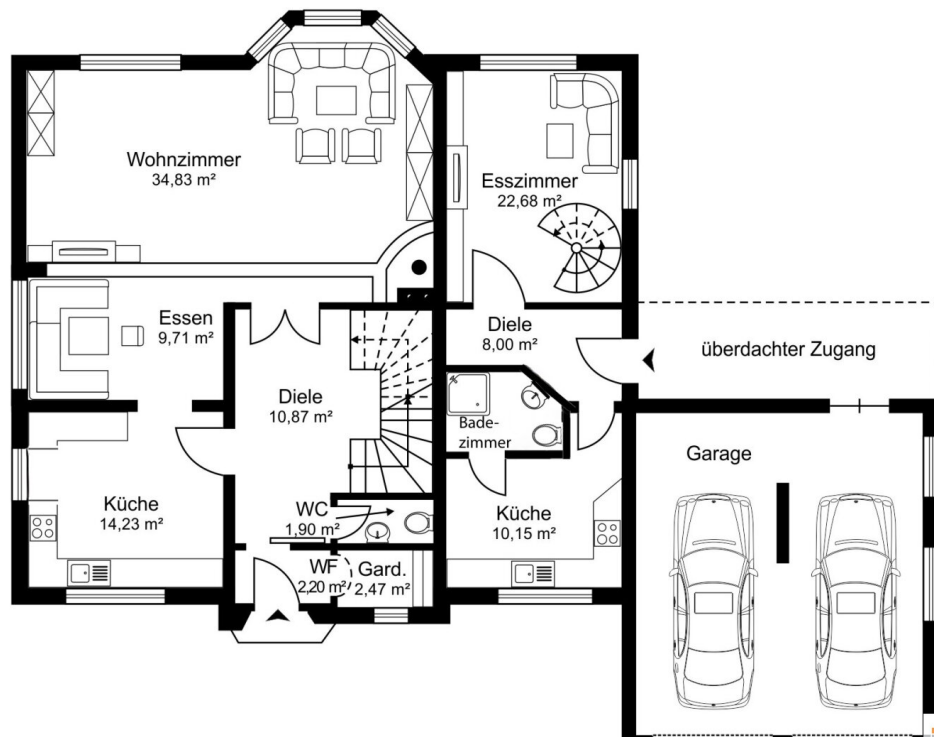 Wohnzimmer
34,83 m²
Esszimmer
22,68 m²
Essen
9,71 m²
Diele
8,00 m²
überdachter Zugang
Diele
10,87 m²
Bade-
zimmer
Garage
Küche
14,23 m²
WC
1,90 m²
Küche
10,15 m²
WF
2,20 m²
Gard.
2,47 m²